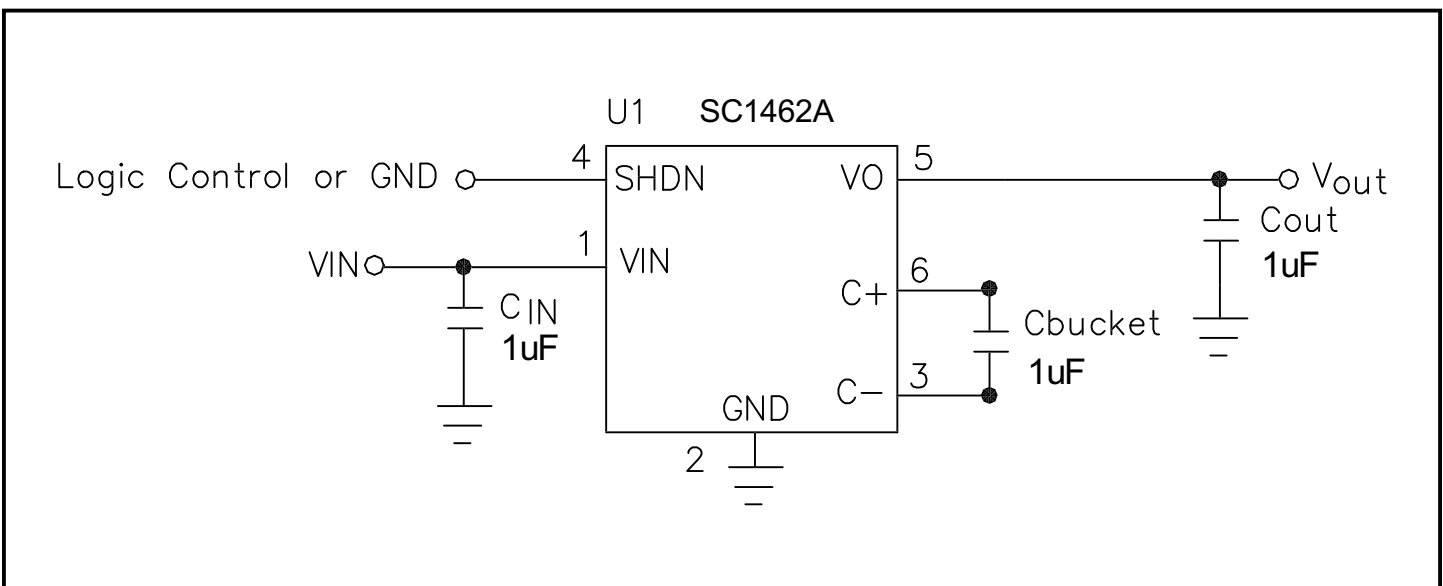 U1 SC1462A
Logic Control or GND
4
SHDN
VO
5
Vout
Cout
1uF
VIN
1
VIN
CIN
1uF
C+
6
Cbucket
1uF
C−
3
GND
2